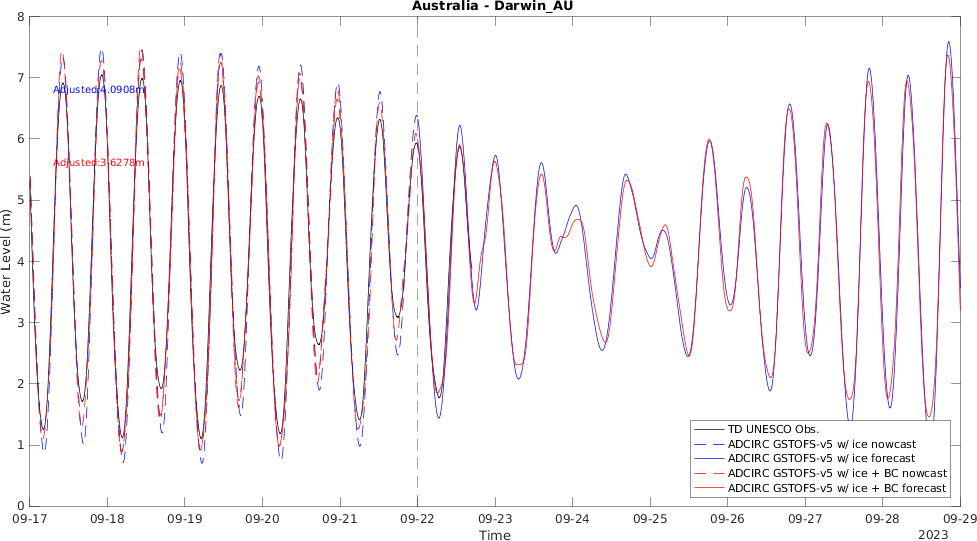 Australia - Darwin_AU
8
7
6
5
4
3
2
1
0
Water Level (m)
Adjusted:4.0908m
Adjusted:3.6278m
TD UNESCO Obs.
ADCIRC GSTOFS-v5 w/ ice nowcast
ADCIRC GSTOFS-v5 w/ ice forecast
ADCIRC GSTOFS-v5 w/ ice + BC nowcast
ADCIRC GSTOFS-v5 w/ ice + BC forecast
09-17 09-18 09-19 09-20 09-21 09-22 09-23 09-24 09-25 09-26 09-27 09-28 09-29
Time
2023